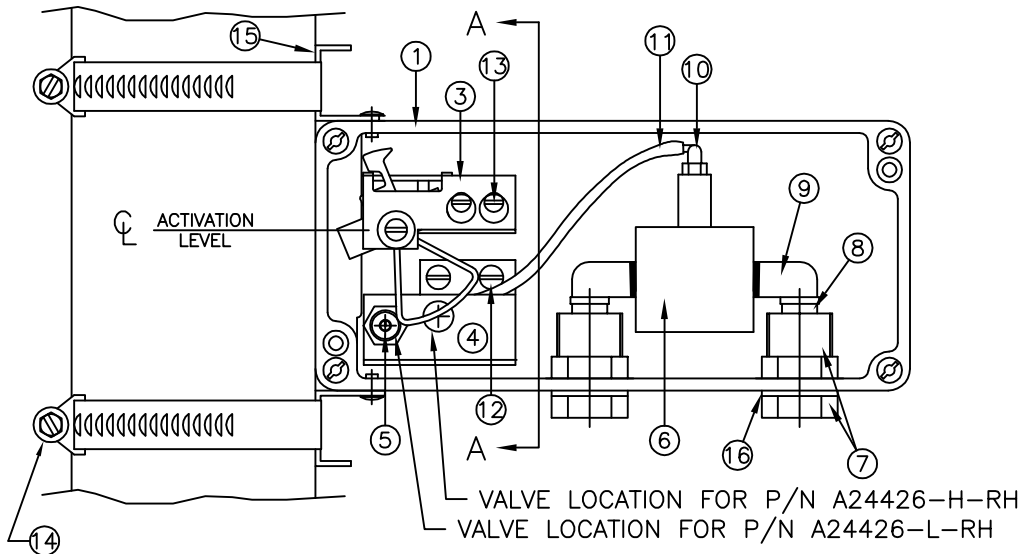 A
15
1
3
13
11
10
9
8
℄ ACTIVATION
LEVEL
4
12
5
6
16
7
A
VALVE LOCATION FOR P/N A24426-H-RH
VALVE LOCATION FOR P/N A24426-L-RH
14